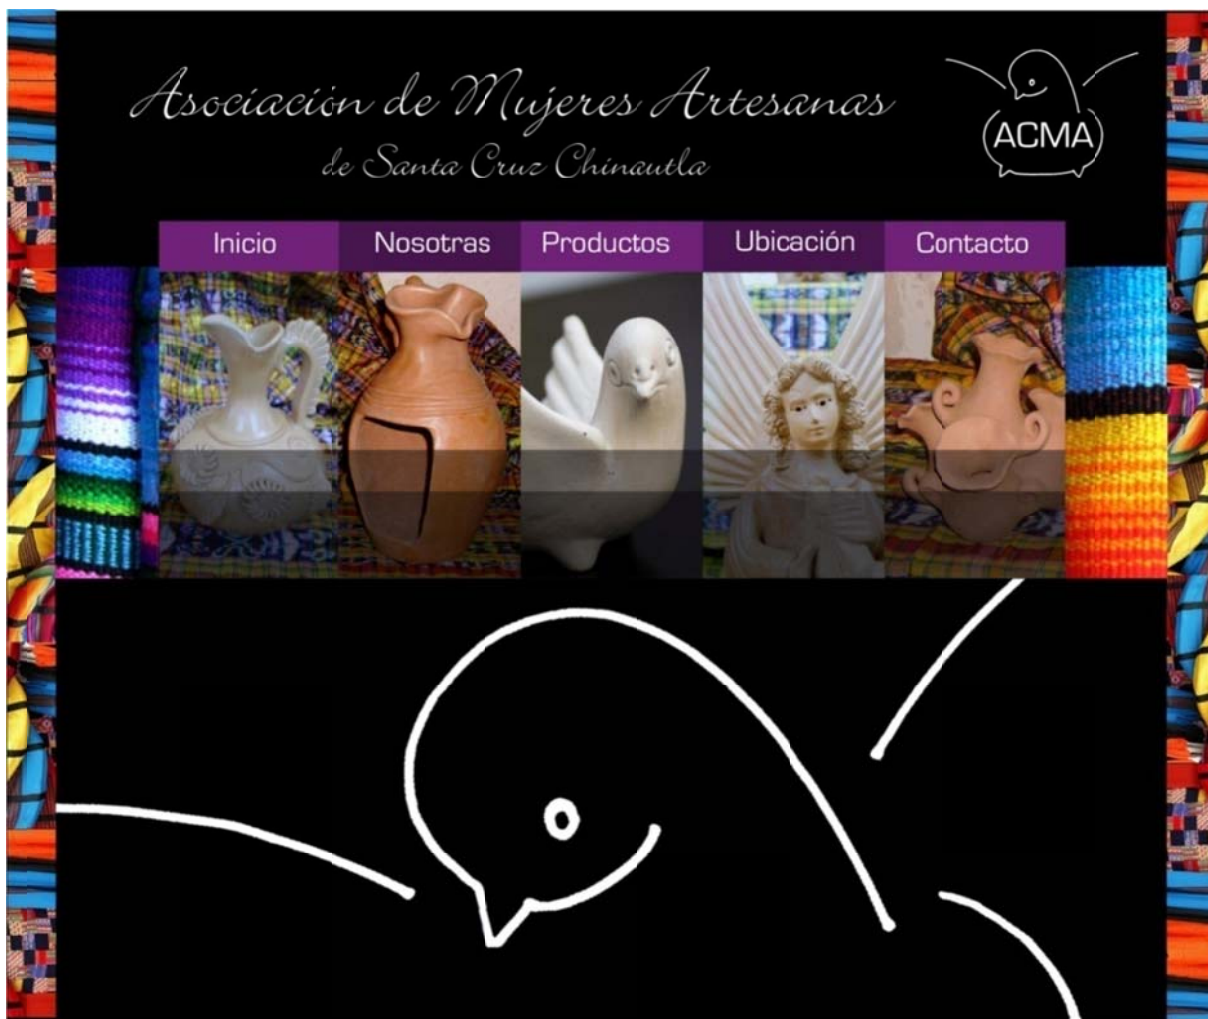 Asociación de Mujeres Artesanas
de Santa Cruz Chinautla
ACMA
Inicio
Nosotras
Productos
Ubicación
Contacto